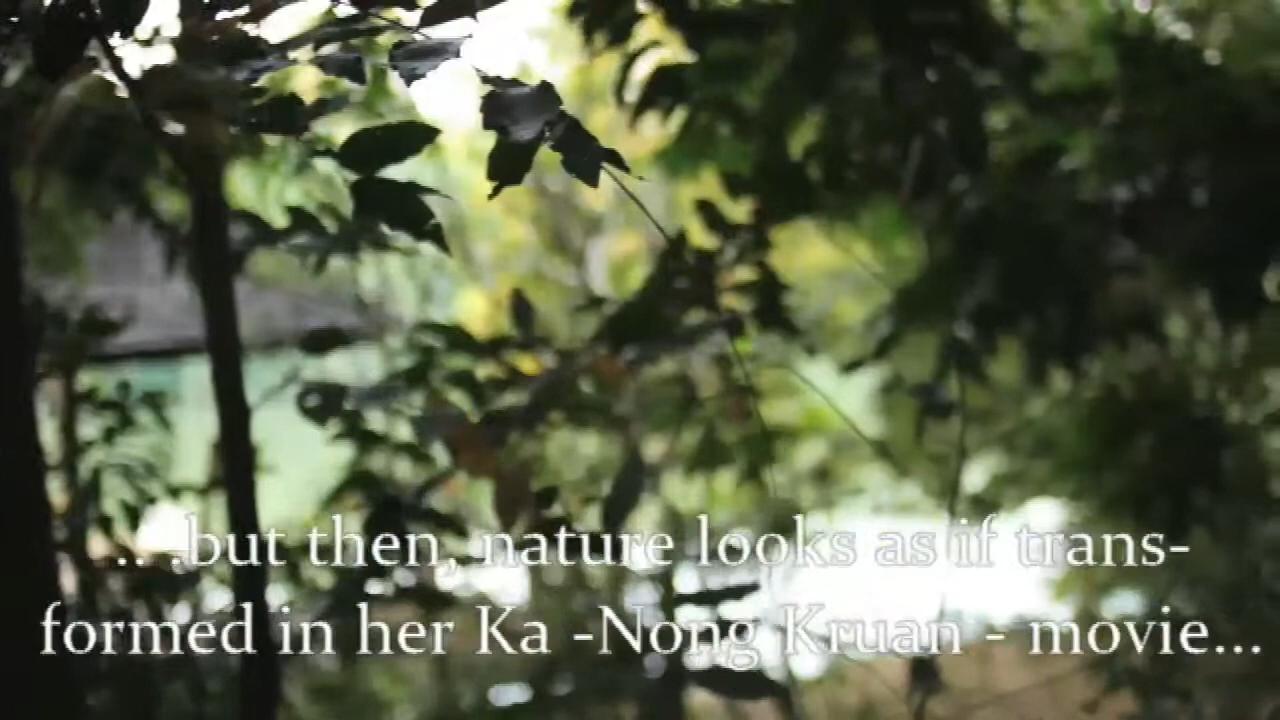 .. .but then, nature looks as if trans-
formed in her Ka -Nong Kruan - movie...